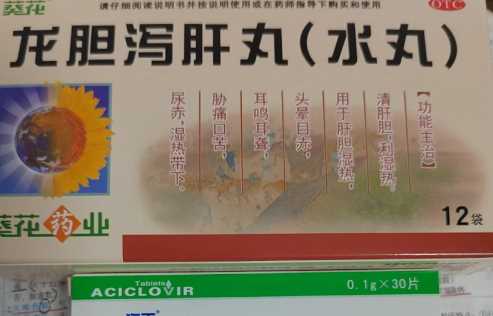 葵花
请仔细阅读说明书并按说明使用或在药师指导下购买和使用
OTC
龙胆泻肝丸(水丸)
【功能主治】
清肝胆,利湿热。
用于肝胆湿热,
头晕目赤,
耳鸣耳聋,
胁痛口苦,
尿赤,湿热带下。
葵花药业
12袋
Tablets
ACICLOVIR
0.1g×30片